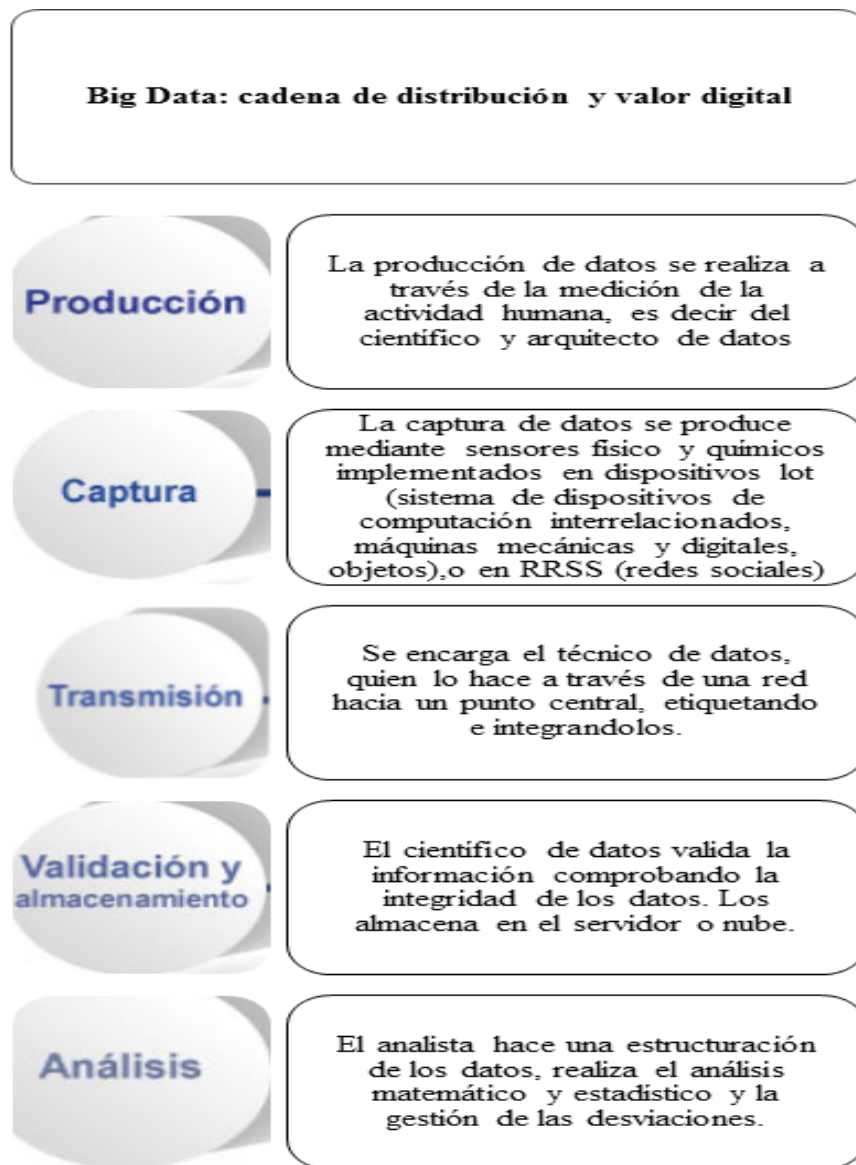 Big Data: cadena de distribución y valor digital
Producción
La producción de datos se realiza a
través de la medición de la
actividad humana, es decir del
científico y arquitecto de datos
Captura
La captura de datos se produce
mediante sensores físico y químicos
implementados en dispositivos lot
(sistema de dispositivos de
computación interrelacionados,
máquinas mecánicas y digitales,
objetos),o en RRSS (redes sociales)
Transmisión
Se encarga el técnico de datos,
quien lo hace a través de una red
hacia un punto central, etiquetando
e integrandolos.
Validación y
almacenamiento
El científico de datos valida la
información comprobando la
integridad de los datos. Los
almacena en el servidor o nube.
Análisis
El analista hace una estructuración
de los datos, realiza el análisis
matemático y estadístico y la
gestión de las desviaciones.